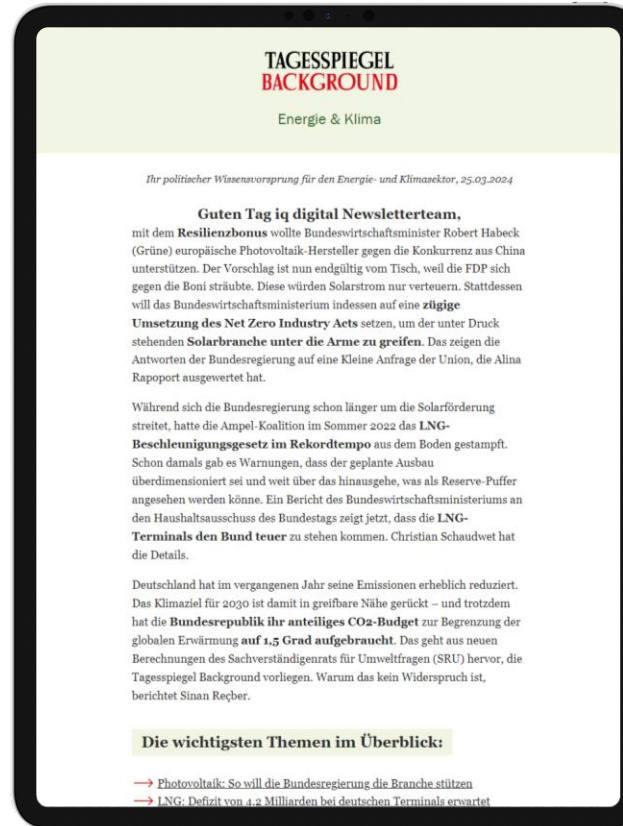 TAGESSPIEGEL
BACKGROUND
Energie & Klima
Ihr politischer Wissensvorsprung für den Energie- und Klimasektor, 25.03.2024
Guten Tag iq digital Newsletterteam,
mit dem Resilienzbonus wollte Bundeswirtschaftsminister Robert Habeck
(Grüne) europäische Photovoltaik-Hersteller gegen die Konkurrenz aus China
unterstützen. Der Vorschlag ist nun endgültig vom Tisch, weil die FDP sich
gegen die Boni sträubte. Diese würden Solarstrom nur verteuern. Stattdessen
will das Bundeswirtschaftsministerium indessen auf eine zügige
Umsetzung des Net Zero Industry Acts setzen, um der unter Druck
stehenden Solarbranche unter die Arme zu greifen. Das zeigen die
Antworten der Bundesregierung auf eine Kleine Anfrage der Union, die Alina
Rapoport ausgewertet hat.
Während sich die Bundesregierung schon länger um die Solarförderung
streitet, hatte die Ampel-Koalition im Sommer 2022 das LNG-
Beschleunigungsgesetz im Rekordtempo aus dem Boden gestampft.
Schon damals gab es Warnungen, dass der geplante Ausbau
überdimensioniert sei und weit über das hinausgehe, was als Reserve-Puffer
angesehen werden könne. Ein Bericht des Bundeswirtschaftsministeriums an
den Haushaltsausschuss des Bundestags zeigt jetzt, dass die LNG-
Terminals den Bund teuer zu stehen kommen. Christian Schaudwet hat
die Details.
Deutschland hat im vergangenen Jahr seine Emissionen erheblich reduziert.
Das Klimaziel für 2030 ist damit in greifbare Nähe gerückt – und trotzdem
hat die Bundesrepublik ihr anteiliges CO2-Budget zur Begrenzung der
globalen Erwärmung auf 1,5 Grad aufgebraucht. Das geht aus neuen
Berechnungen des Sachverständigenrats für Umweltfragen (SRU) hervor, die
Tagesspiegel Background vorliegen. Warum das kein Widerspruch ist,
berichtet Sinan Reçber.
Die wichtigsten Themen im Überblick:
→ Photovoltaik: So will die Bundesregierung die Branche stützen
→ LNG: Defizit von 4,2 Milliarden bei deutschen Terminals erwartet